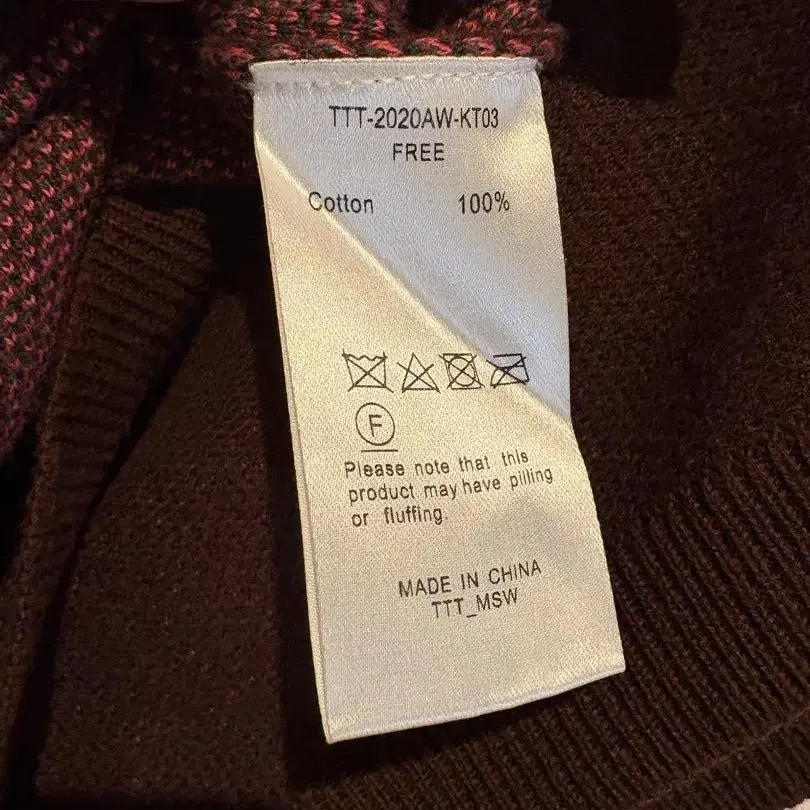 TTT-2020AW-KT03
FREE
Cotton 100%
F
Please note that this
product may have pilling
or fluffing.
MADE IN CHINA
TTT_MSW